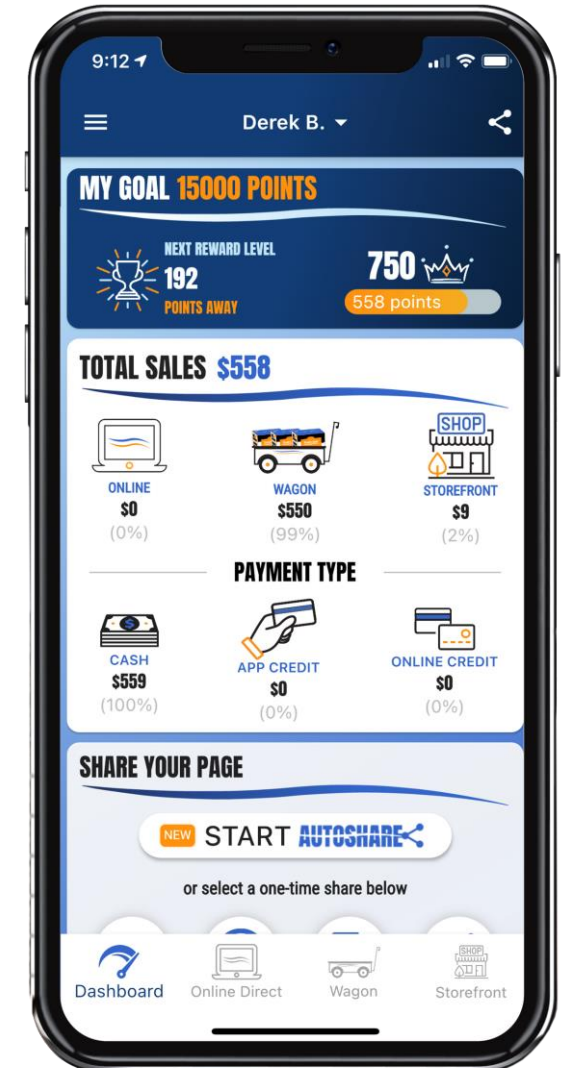 9:12
Derek B.
MY GOAL 15000 POINTS
NEXT REWARD LEVEL
192
POINTS AWAY
750
558 points
TOTAL SALES $558
ONLINE
$0
(0%)
WAGON
$550
(99%)
SHOP
STOREFRONT
$9
(2%)
PAYMENT TYPE
CASH
$559
(100%)
APP CREDIT
$0
(0%)
ONLINE CREDIT
$0
(0%)
SHARE YOUR PAGE
NEW START AUTOSHARE
or select a one-time share below
Dashboard
Online Direct
Wagon
SHOP
Storefront